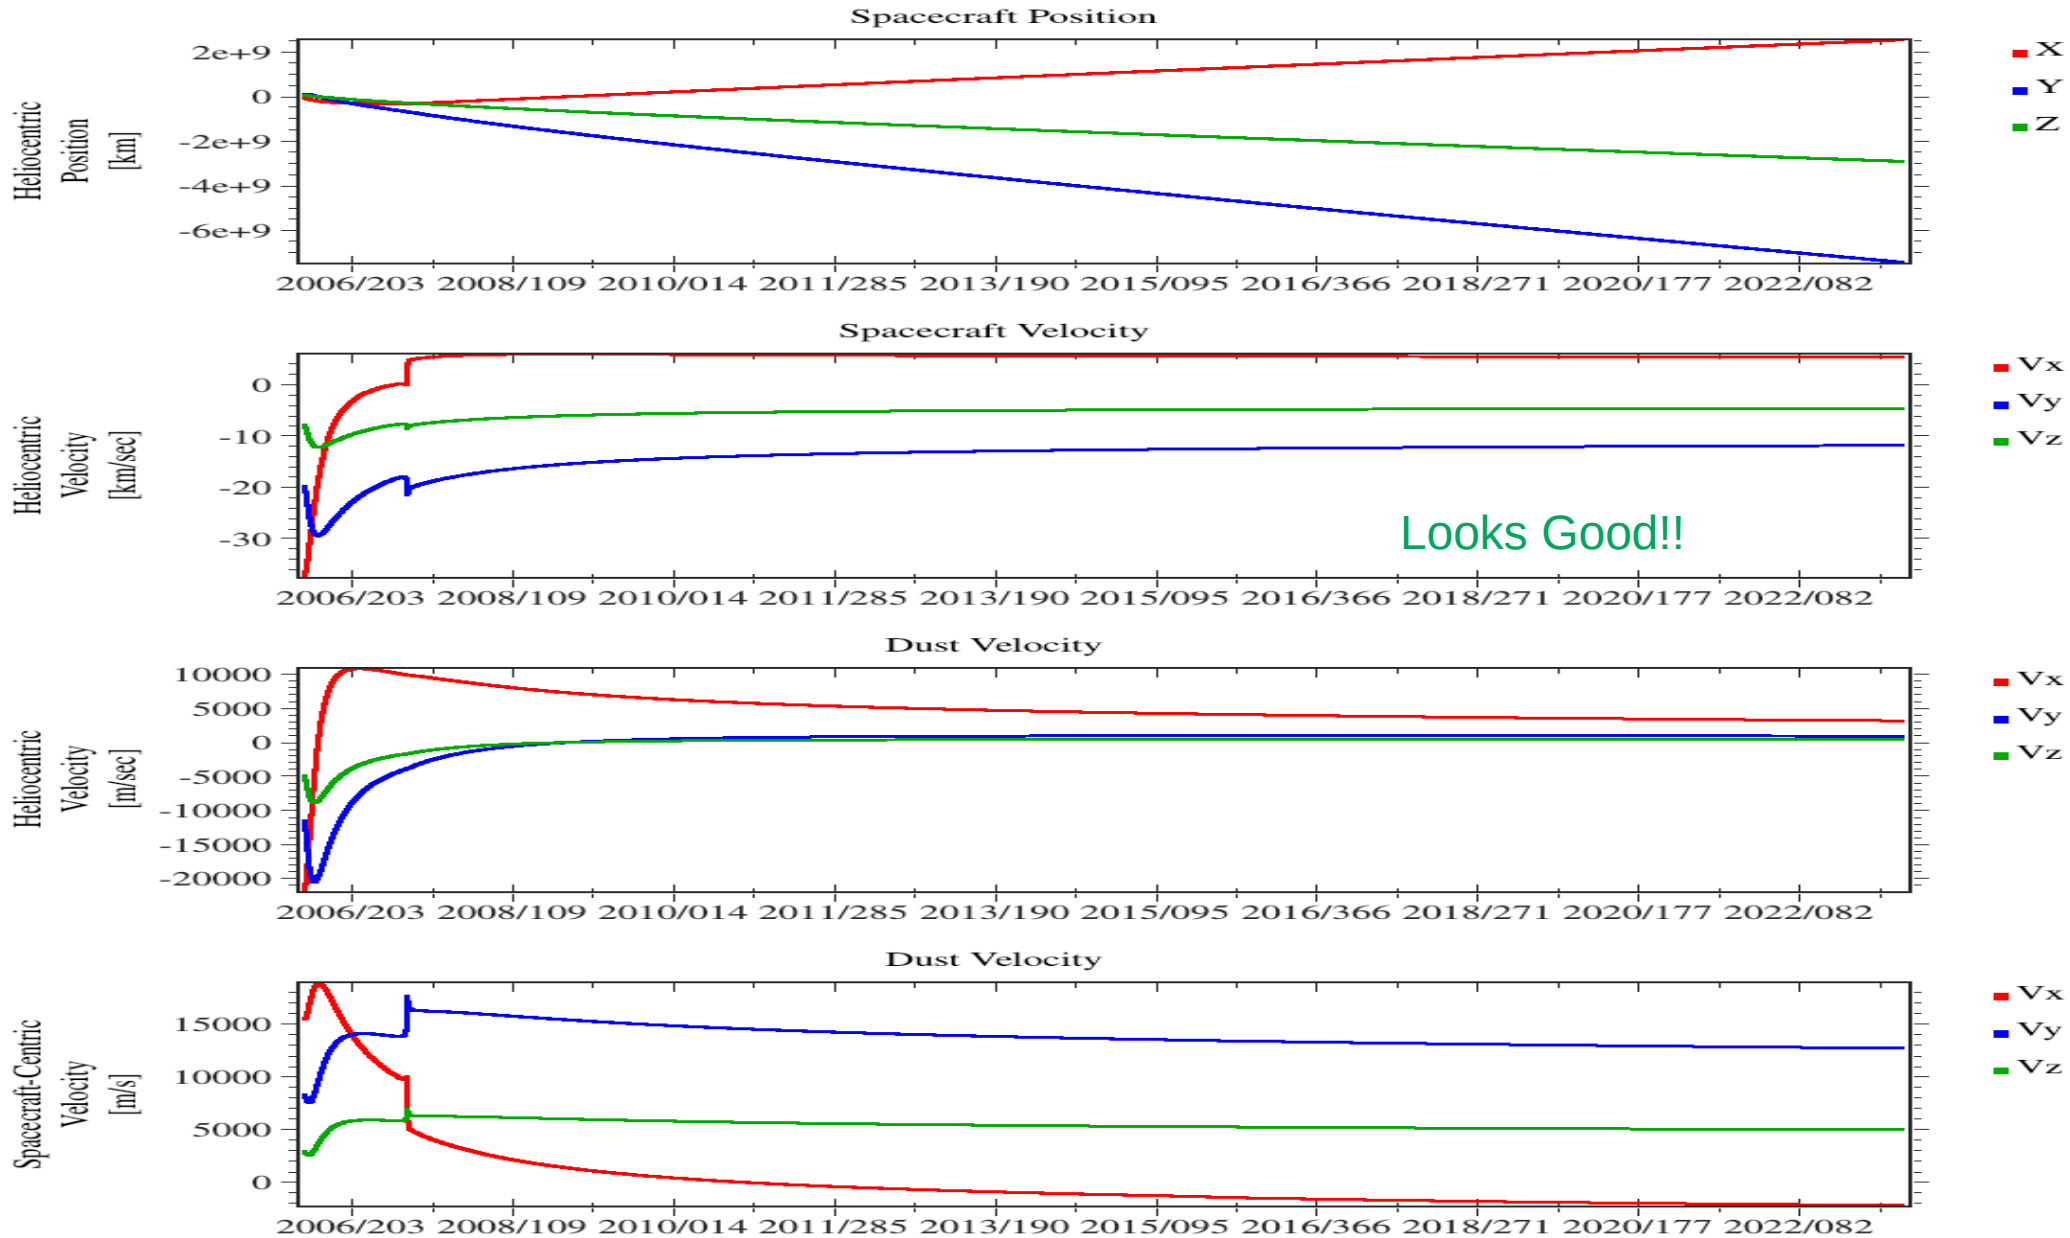 Spacecraft Position
Heliocentric
Position
[km]
2e+9
0
-2e+9
-4e+9
-6e+9
X
Y
Z
2006/203 2008/109 2010/014 2011/285 2013/190 2015/095 2016/366 2018/271 2020/177 2022/082
Spacecraft Velocity
Heliocentric
Velocity
[km/sec]
0
-10
-20
-30
Vx
Vy
Vz
Looks Good!!
2006/203 2008/109 2010/014 2011/285 2013/190 2015/095 2016/366 2018/271 2020/177 2022/082
Dust Velocity
Heliocentric
Velocity
[m/sec]
10000
5000
0
-5000
-10000
-15000
-20000
Vx
Vy
Vz
2006/203 2008/109 2010/014 2011/285 2013/190 2015/095 2016/366 2018/271 2020/177 2022/082
Dust Velocity
Spacecraft-Centric
Velocity
[m/s]
15000
10000
5000
0
Vx
Vy
Vz
2006/203 2008/109 2010/014 2011/285 2013/190 2015/095 2016/366 2018/271 2020/177 2022/082